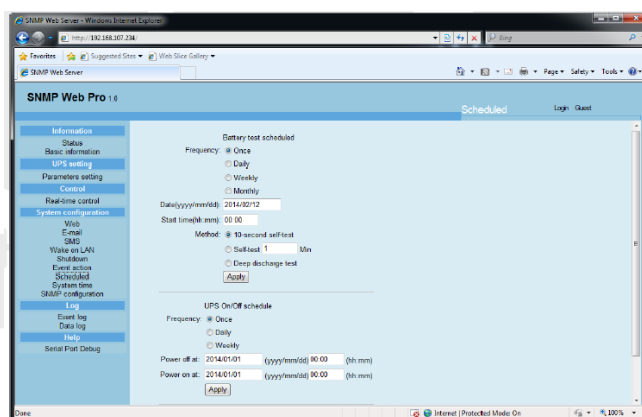 SNMP Web Server - Windows Internet Explorer
http://192.168.107.234/
Bing
Favorites Suggested Sites Web Slice Gallery
SNMP Web Server
Page Safety Tools
SNMP Web Pro 1.0
Scheduled
Login Guest
Information
Status
Basic information
UPS setting
Parameters setting
Control
Real-time control
System configuration
Web
E-mail
SMS
Wake on LAN
Shutdown
Event action
Scheduled
System time
SNMP configuration
Log
Event log
Data log
Help
Serial Port Debug
Battery test scheduled
Frequency: Once
Daily
Weekly
Monthly
Date(yyyy/mm/dd): 2014/02/12
Start time(hh:mm): 00:00
Method: 10-second self-test
Self-test 1 Min
Deep discharge test
Apply
UPS On/Off schedule
Frequency: Once
Daily
Weekly
Power off at: 2014/01/01 (yyyy/mm/dd) 00:00 (hh:mm)
Power on at: 2014/01/01 (yyyy/mm/dd) 00:00 (hh:mm)
Apply
Done
Internet | Protected Mode: On
100%